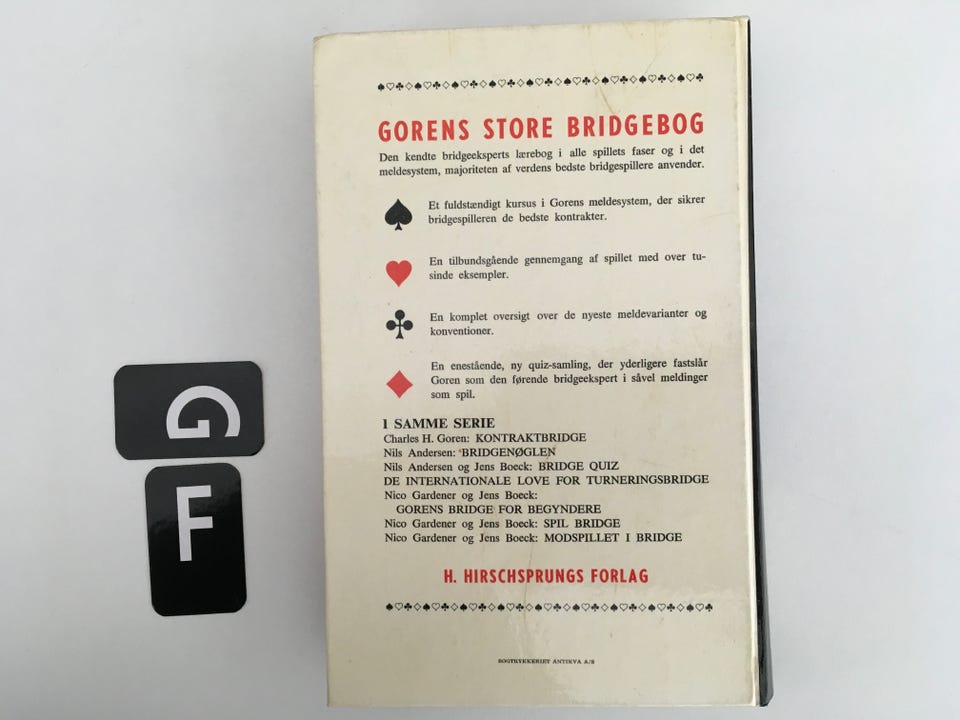 GORENS STORE BRIDGEBOG
Den kendte bridgeeksperts lærebog i alle spillets faser og i det
meldesystem, majoriteten af verdens bedste bridgespillere anvender.
Et fuldstændigt kursus i Gorens meldesystem, der sikrer
bridgespilleren de bedste kontrakter.
En tilbundsgående gennemgang af spillet med over tu-
sinde eksempler.
En komplet oversigt over de nyeste meldevarianter og
konventioner.
En enestående, ny quiz-samling, der yderligere fastslår
Goren som den førende bridgeekspert i såvel meldinger
som spil.
I SAMME SERIE
Charles H. Goren: KONTRAKTBRIDGE
Nils Andersen: BRIDGENØGLEN
Nils Andersen og Jens Boeck: BRIDGE QUIZ
DE INTERNATIONALE LOVE FOR TURNERINGSBRIDGE
Nico Gardener og Jens Boeck:
GORENS BRIDGE FOR BEGYNDERE
Nico Gardener og Jens Boeck: SPIL BRIDGE
Nico Gardener og Jens Boeck: MODSPILLET I BRIDGE
H. HIRSCHSPRUNGS FORLAG
BOGTRYKKERIET ANTIKVA A/S
G
F